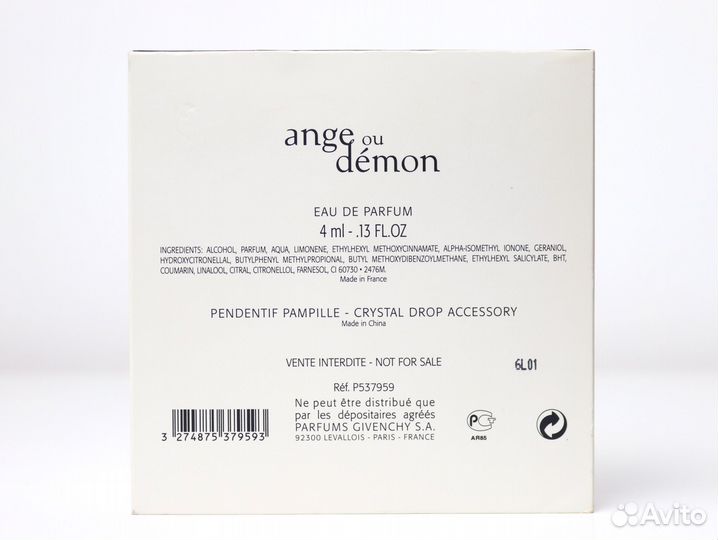 ange ou
démon
EAU DE PARFUM
4 ml - .13 FL.OZ
INGREDIENTS: ALCOHOL, PARFUM, AQUA, LIMONENE, ETHYLHEXYL METHOXYCINNAMATE, ALPHA-ISOMETHYL IONONE, GERANIOL,
HYDROXYCITRONELLAL, BUTYLPHENYL METHYLPROPIONAL, BUTYL METHOXYDIBENZOYLMETHANE, ETHYLHEXYL SALICYLATE, BHT,
COUMARIN, LINALOOL, CITRAL, CITRONELLOL, FARNESOL, CI 60730 • 2476M.
Made in France
PENDENTIF PAMPILLE - CRYSTAL DROP ACCESSORY
Made in China
VENTE INTERDITE - NOT FOR SALE
6L01
Réf. P537959
Ne peut être distribué que
par les dépositaires agréés
PARFUMS GIVENCHY S.A.
92300 LEVALLOIS - PARIS - FRANCE
3 274875 379593
АЯ85
Avito